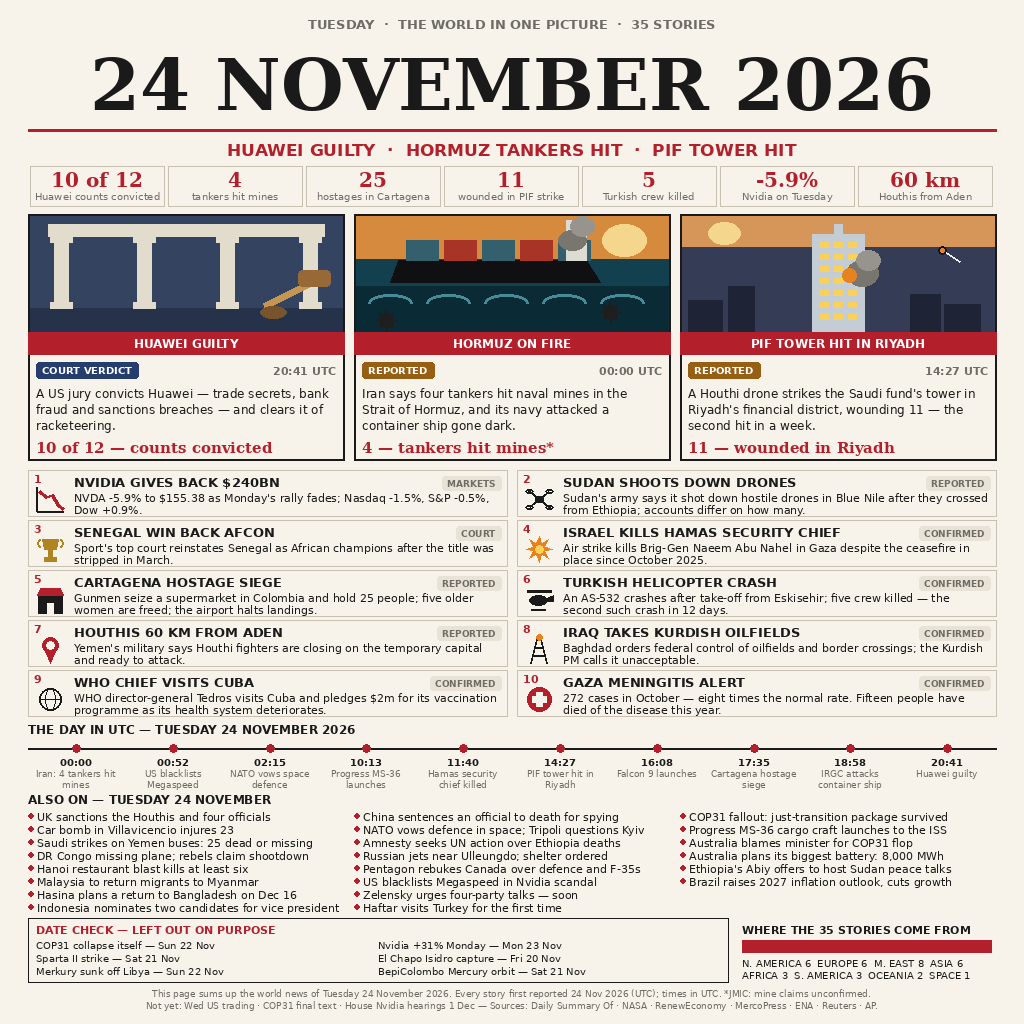 TUESDAY · THE WORLD IN ONE PICTURE · 35 STORIES
24 NOVEMBER 2026
HUAWEI GUILTY · HORMUZ TANKERS HIT · PIF TOWER HIT
10 of 12
Huawei counts convicted
4
tankers hit mines
25
hostages in Cartagena
11
wounded in PIF strike
5
Turkish crew killed
-5.9%
Nvidia on Tuesday
60 km
Houthis from Aden
HUAWEI GUILTY
COURT VERDICT 20:41 UTC
A US jury convicts Huawei — trade secrets, bank
fraud and sanctions breaches — and clears it of
racketeering.
10 of 12 — counts convicted
HORMUZ ON FIRE
REPORTED 00:00 UTC
Iran says four tankers hit naval mines in the
Strait of Hormuz, and its navy attacked a
container ship gone dark.
4 — tankers hit mines*
PIF TOWER HIT IN RIYADH
REPORTED 14:27 UTC
A Houthi drone strikes the Saudi fund's tower in
Riyadh's financial district, wounding 11 — the
second hit in a week.
11 — wounded in Riyadh
1 NVIDIA GIVES BACK $240BN MARKETS
NVDA -5.9% to $155.38 as Monday's rally fades; Nasdaq -1.5%, S&P -0.5%,
Dow +0.9%.
2 SUDAN SHOOTS DOWN DRONES REPORTED
Sudan's army says it shot down hostile drones in Blue Nile after they crossed
from Ethiopia; accounts differ on how many.
3 SENEGAL WIN BACK AFCON COURT
Sport's top court reinstates Senegal as African champions after the title was
stripped in March.
4 ISRAEL KILLS HAMAS SECURITY CHIEF CONFIRMED
Air strike kills Brig-Gen Naeem Abu Nahel in Gaza despite the ceasefire in
place since October 2025.
5 CARTAGENA HOSTAGE SIEGE REPORTED
Gunmen seize a supermarket in Colombia and hold 25 people; five older
women are freed; the airport halts landings.
6 TURKISH HELICOPTER CRASH CONFIRMED
An AS-532 crashes after take-off from Eskisehir; five crew killed — the
second such crash in 12 days.
7 HOUTHIS 60 KM FROM ADEN REPORTED
Yemen's military says Houthi fighters are closing on the temporary capital
and ready to attack.
8 IRAQ TAKES KURDISH OILFIELDS CONFIRMED
Baghdad orders federal control of oilfields and border crossings; the Kurdish
PM calls it unacceptable.
9 WHO CHIEF VISITS CUBA CONFIRMED
WHO director-general Tedros visits Cuba and pledges $2m for its vaccination
programme as its health system deteriorates.
10 GAZA MENINGITIS ALERT CONFIRMED
272 cases in October — eight times the normal rate. Fifteen people have
died of the disease this year.
THE DAY IN UTC — TUESDAY 24 NOVEMBER 2026
00:00
Iran: 4 tankers hit
mines
00:52
US blacklists
Megaspeed
02:15
NATO vows space
defence
10:13
Progress MS-36
launches
11:40
Hamas security
chief killed
14:27
PIF tower hit in
Riyadh
16:08
Falcon 9 launches
17:35
Cartagena hostage
siege
18:58
IRGC attacks
container ship
20:41
Huawei guilty
ALSO ON — TUESDAY 24 NOVEMBER
UK sanctions the Houthis and four officials
Car bomb in Villavicencio injures 23
Saudi strikes on Yemen buses: 25 dead or missing
DR Congo missing plane; rebels claim shootdown
Hanoi restaurant blast kills at least six
Malaysia to return migrants to Myanmar
Hasina plans a return to Bangladesh on Dec 16
Indonesia nominates two candidates for vice president
China sentences an official to death for spying
NATO vows defence in space; Tripoli questions Kyiv
Amnesty seeks UN action over Ethiopia deaths
Russian jets near Ulleungdo; shelter ordered
Pentagon rebukes Canada over defence and F-35s
US blacklists Megaspeed in Nvidia scandal
Zelensky urges four-party talks — soon
Haftar visits Turkey for the first time
COP31 fallout: just-transition package survived
Progress MS-36 cargo craft launches to the ISS
Australia blames minister for COP31 flop
Australia plans its biggest battery: 8,000 MWh
Ethiopia's Abiy offers to host Sudan peace talks
Brazil raises 2027 inflation outlook, cuts growth
DATE CHECK — LEFT OUT ON PURPOSE
COP31 collapse itself — Sun 22 Nov
Sparta II strike — Sat 21 Nov
Merkury sunk off Libya — Sun 22 Nov
Nvidia +31% Monday — Mon 23 Nov
El Chapo Isidro capture — Fri 20 Nov
BepiColombo Mercury orbit — Sat 21 Nov
WHERE THE 35 STORIES COME FROM
N. AMERICA 6 EUROPE 6 M. EAST 8 ASIA 6
AFRICA 3 S. AMERICA 3 OCEANIA 2 SPACE 1
This page sums up the world news of Tuesday 24 November 2026. Every story first reported 24 Nov 2026 (UTC); times in UTC. *JMIC: mine claims unconfirmed.
Not yet: Wed US trading · COP31 final text · House Nvidia hearings 1 Dec — Sources: Daily Summary Of · NASA · RenewEconomy · MercoPress · ENA · Reuters · AP.